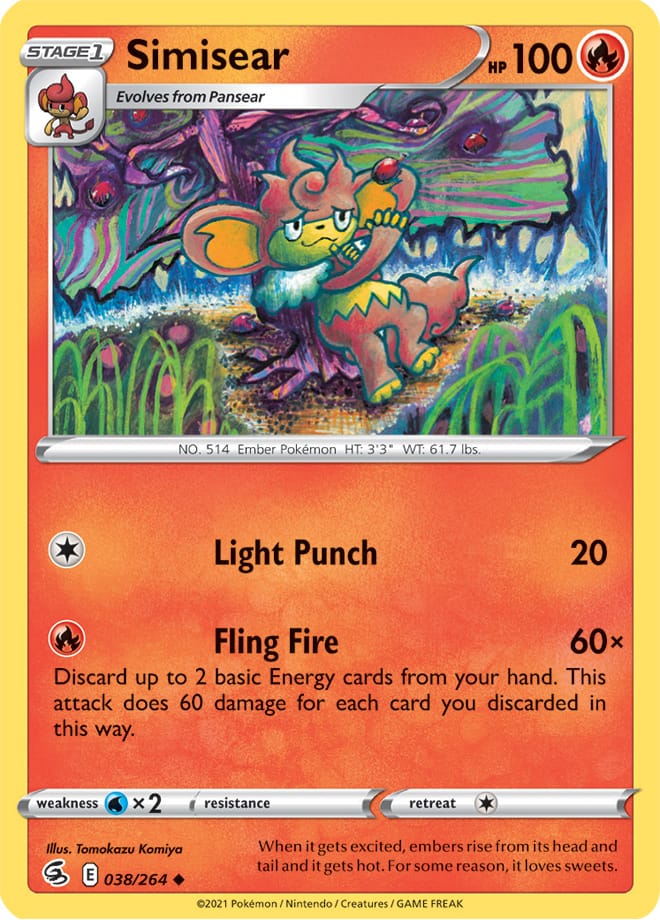 STAGE1
Simisear
HP 100
Evolves from Pansear
NO. 514 Ember Pokémon HT: 3'3" WT: 61.7 lbs.
Light Punch 20
Fling Fire 60×
Discard up to 2 basic Energy cards from your hand. This
attack does 60 damage for each card you discarded in
this way.
weakness ×2 resistance retreat
Illus. Tomokazu Komiya
When it gets excited, embers rise from its head and
tail and it gets hot. For some reason, it loves sweets.
E 038/264
©2021 Pokémon / Nintendo / Creatures / GAME FREAK